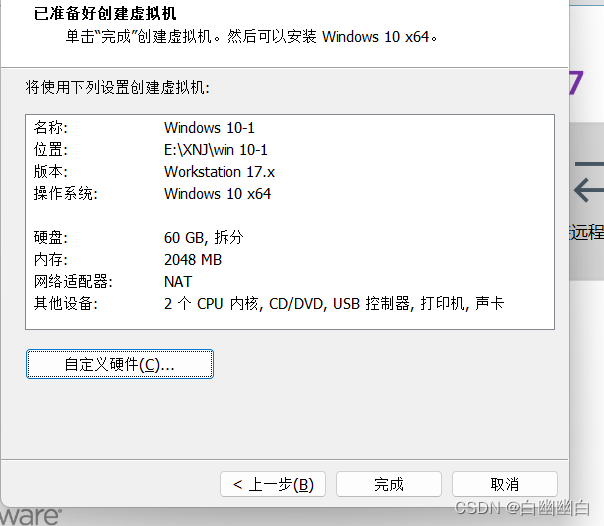 已准备好创建虚拟机
单击“完成”创建虚拟机。然后可以安装 Windows 10 x64。
7
将使用下列设置创建虚拟机:
名称: Windows 10-1
位置: E:\XNJ\win 10-1
版本: Workstation 17.x
操作系统: Windows 10 x64
硬盘: 60 GB, 拆分
内存: 2048 MB
网络适配器: NAT
其他设备: 2 个 CPU 内核, CD/DVD, USB 控制器, 打印机, 声卡
远程
自定义硬件(C)...
< 上一步(B)
完成
取消
ware
CSDN @白幽幽白